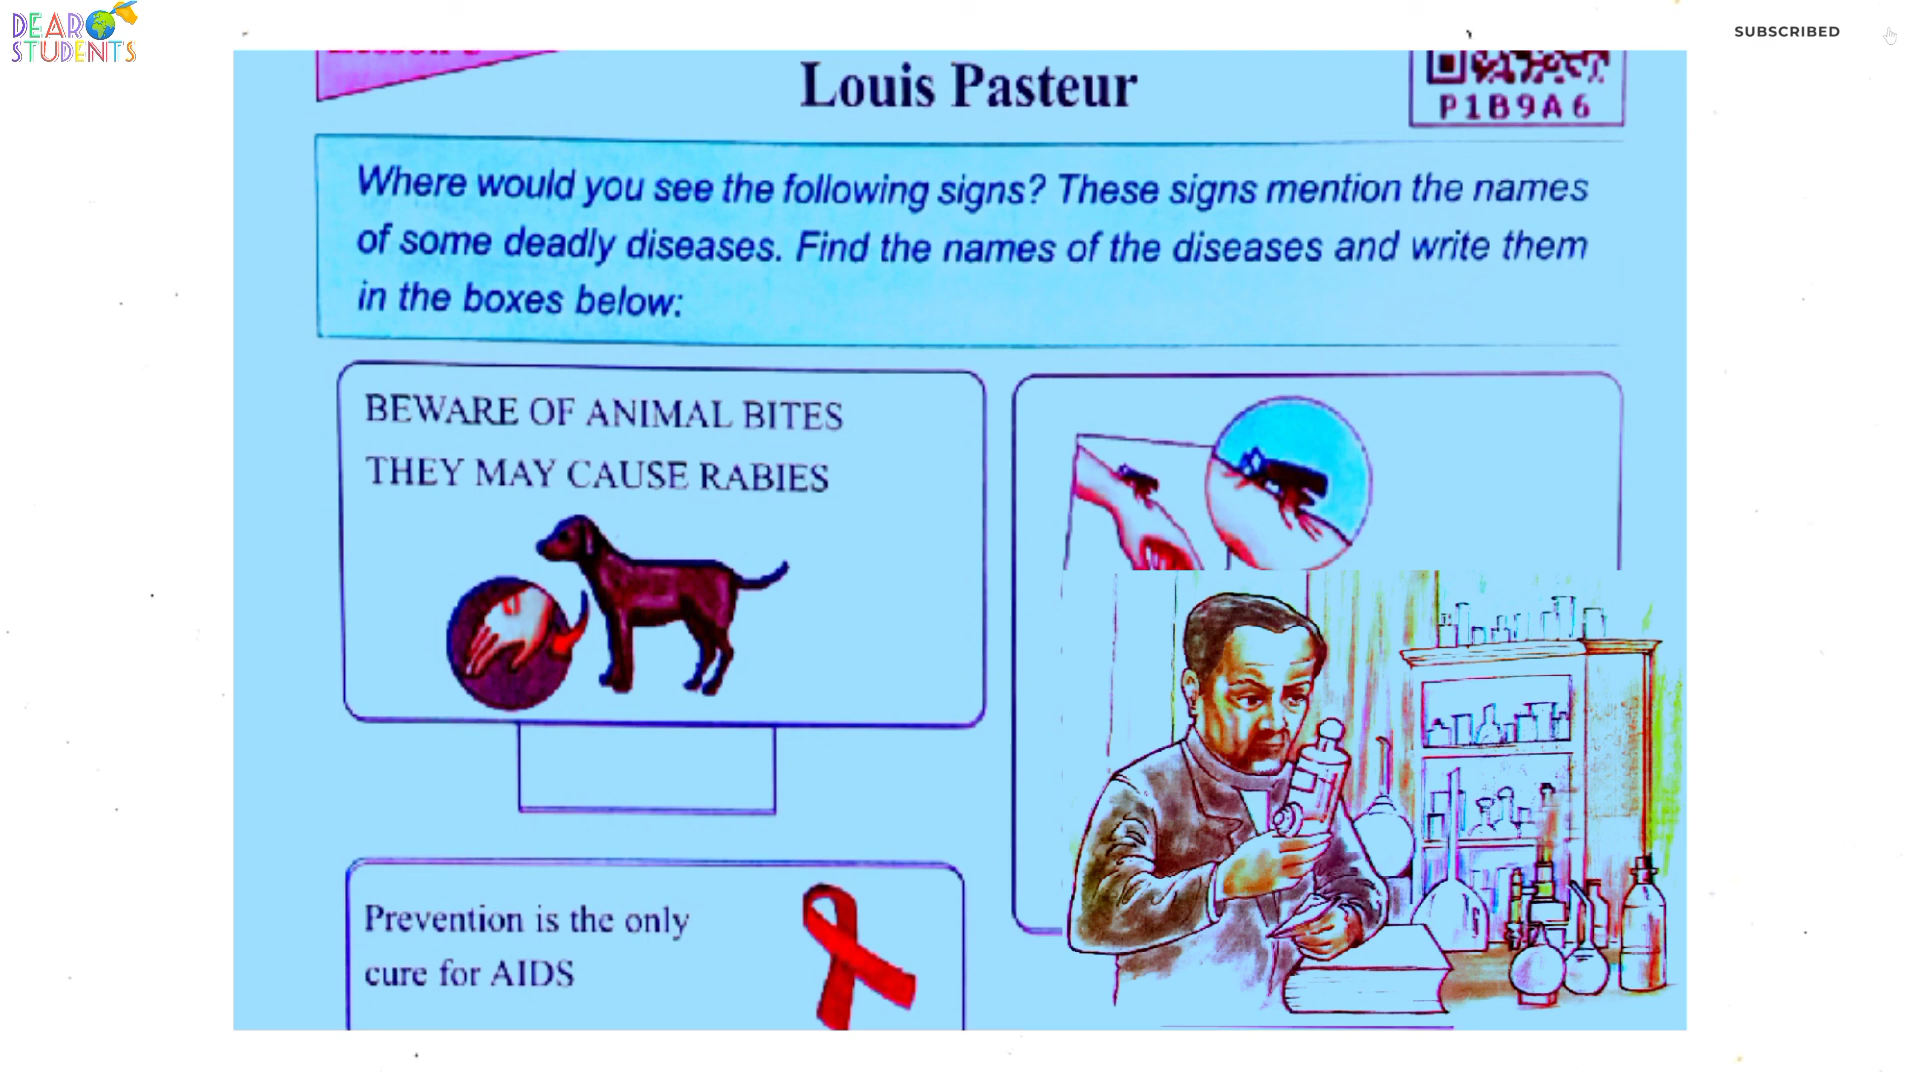 DEAR
STUDENTS
SUBSCRIBED
Louis Pasteur
P1B9A6
Where would you see the following signs? These signs mention the names
of some deadly diseases. Find the names of the diseases and write them
in the boxes below:
BEWARE OF ANIMAL BITES
THEY MAY CAUSE RABIES
Prevention is the only
cure for AIDS